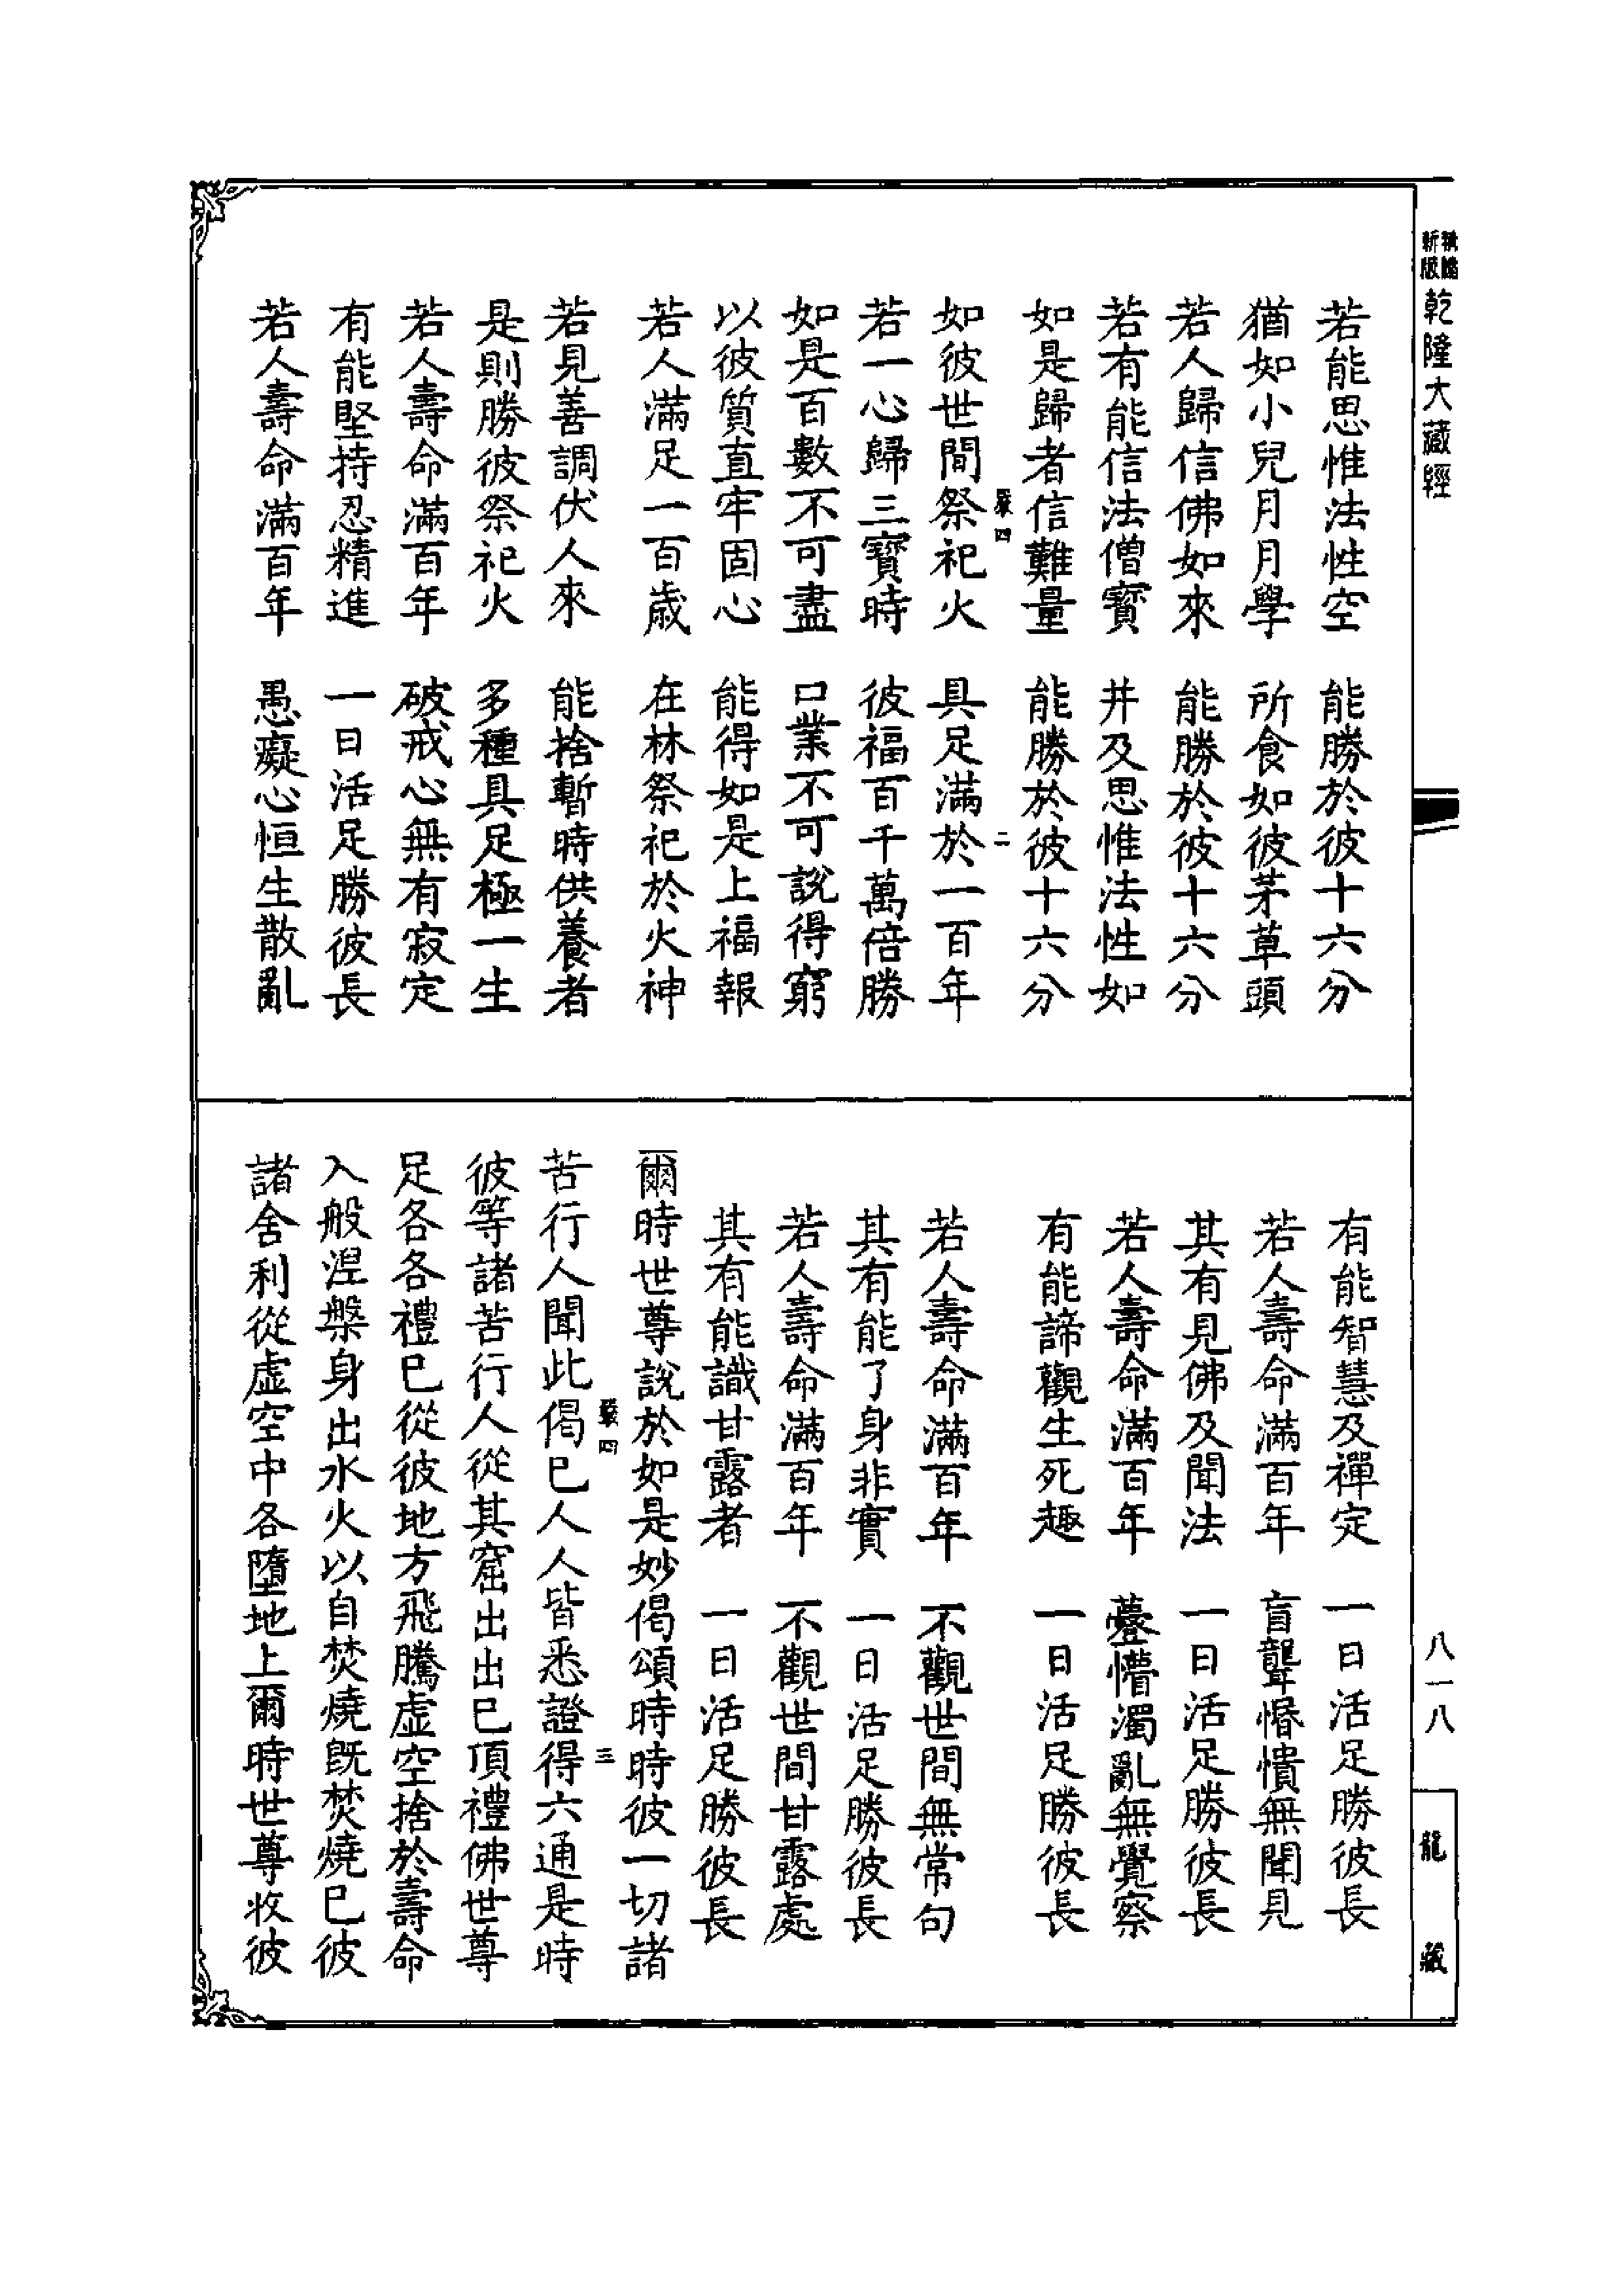 乾隆大藏經
若能思惟法性空　能勝於彼十六分
猶如小兒月月學　所食如彼茅草頭
若人歸信佛如來　能勝於彼十六分
若有能信法僧寶　并及思惟法性如
如是歸者信難量　能勝於彼十六分
嚴四　二
如彼世間祭祀火　具足滿於一百年
若一心歸三寶時　彼福百千萬倍勝
如是百數不可盡　口業不可說得窮
以彼質直牢固心　能得如是上福報
若人滿足一百歲　在林祭祀於火神
若見善調伏人來　能捨暫時供養者
是則勝彼祭祀火　多種具足極一生
若人壽命滿百年　破戒心無有寂定
有能堅持忍精進　一日活足勝彼長
若人壽命滿百年　愚癡心恒生散亂
有能智慧及禪定　一日活足勝彼長
若人壽命滿百年　盲聾惛憒無聞見
其有見佛及聞法　一日活足勝彼長
若人壽命滿百年　薹懵濁亂無覺察
有能諦觀生死趣　一日活足勝彼長
若人壽命滿百年　不觀世間無常句
其有能了身非實　一日活足勝彼長
若人壽命滿百年　不觀世間甘露處
其有能識甘露者　一日活足勝彼長
爾時世尊說於如是妙偈頌時時彼一切諸
嚴四　三
苦行人聞此偈已人人皆悉證得六通是時
彼等諸苦行人從其窟出出已頂禮佛世尊
足各各禮已從彼地方飛騰虛空捨於壽命
入般涅槃身出水火以自焚燒既焚燒已彼
諸舍利從虛空中各墮地上爾時世尊收彼
八一八
龍藏